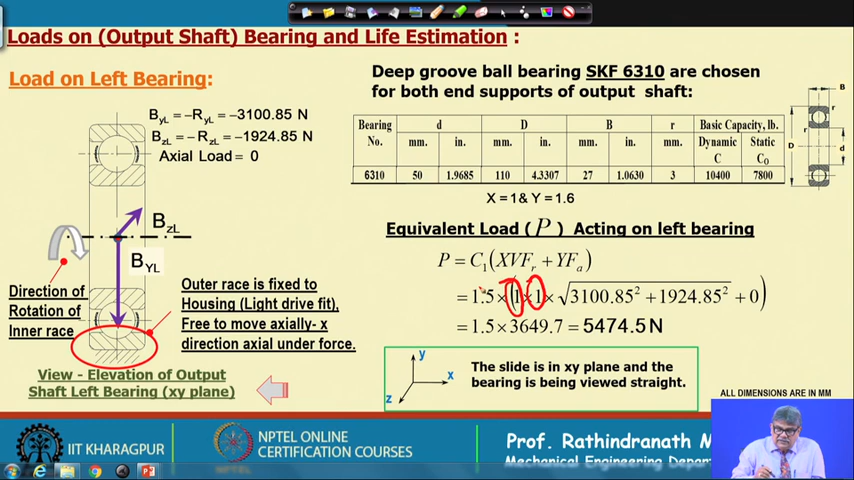 Loads on (Output Shaft) Bearing and Life Estimation :
Load on Left Bearing:
B_yL = −R_yL = −3100.85 N
B_zL = −R_zL = −1924.85 N
Axial Load = 0
B_zL
B_YL
Direction of
Rotation of
Inner race
Outer race is fixed to
Housing (Light drive fit),
Free to move axially- x
direction axial under force.
View - Elevation of Output
Shaft Left Bearing (xy plane)
Deep groove ball bearing SKF 6310 are chosen
for both end supports of output shaft:
Bearing No. d D B r Basic Capacity, lb.
mm. in. mm. in. mm. in. mm. Dynamic C Static C_O
6310 50 1.9685 110 4.3307 27 1.0630 3 10400 7800
X = 1 & Y = 1.6
B
r
r
D
d
Equivalent Load ( P ) Acting on left bearing
P = C_1(XVF_r + YF_a)
= 1.5 × (1 × 1 × √3100.85² + 1924.85² + 0)
= 1.5 × 3649.7 = 5474.5 N
y
x
z
The slide is in xy plane and the
bearing is being viewed straight.
ALL DIMENSIONS ARE IN MM
IIT KHARAGPUR
NPTEL ONLINE
CERTIFICATION COURSES
Prof. Rathindranath M
Mechanical Engineering Depar